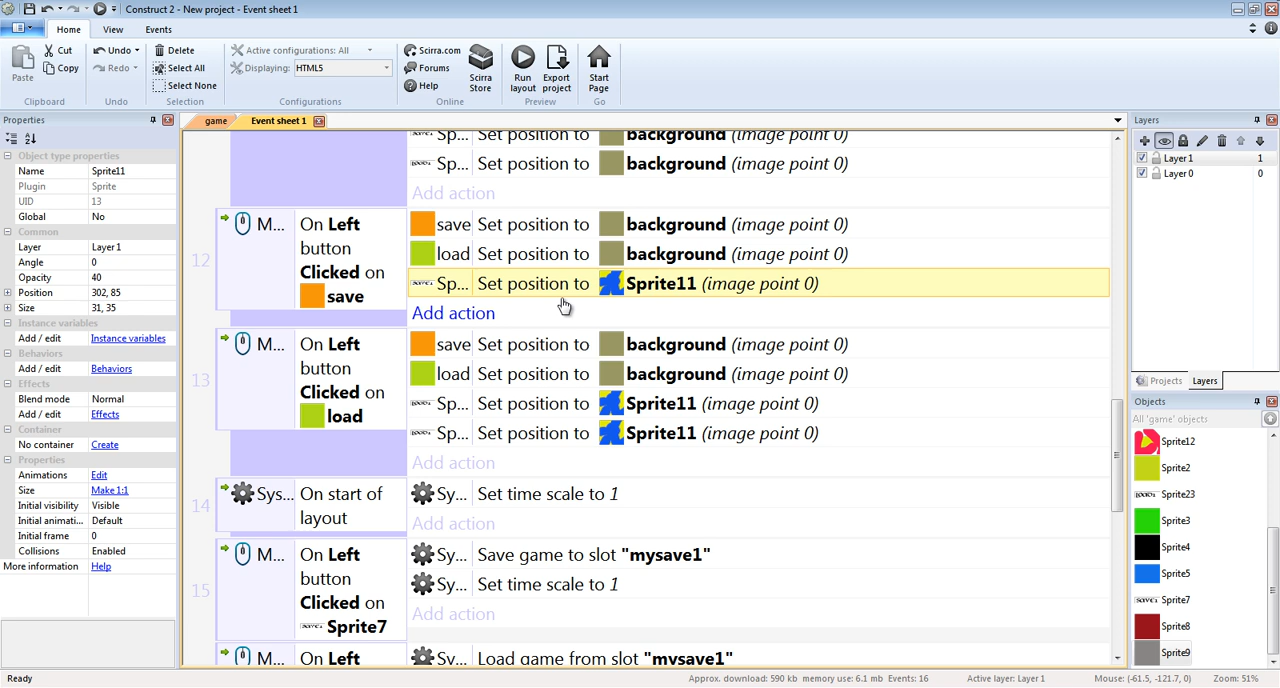 Construct 2 - New project - Event sheet 1
Home View Events
Paste Cut Copy Clipboard
Undo Redo Undo
Delete Select All Select None Selection
Active configurations: All
Displaying: HTML5
Configurations
Scirra.com Forums Help Scirra Store Online
Run layout Export project Preview
Start Page Go
Properties
Object type properties
Name Sprite11
Plugin Sprite
UID 13
Global No
Common
Layer Layer 1
Angle 0
Opacity 40
Position 302, 85
Size 31, 35
Instance variables
Add / edit Instance variables
Behaviors
Add / edit Behaviors
Effects
Blend mode Normal
Add / edit Effects
Container
No container Create
Properties
Animations Edit
Size Make 1:1
Initial visibility Visible
Initial animati... Default
Initial frame 0
Collisions Enabled
More information Help
game Event sheet 1
Sp... Set position to background (image point 0)
Sp... Set position to background (image point 0)
Add action
12 M... On Left button Clicked on save
save Set position to background (image point 0)
load Set position to background (image point 0)
Sp... Set position to Sprite11 (image point 0)
Add action
13 M... On Left button Clicked on load
save Set position to background (image point 0)
load Set position to background (image point 0)
Sp... Set position to Sprite11 (image point 0)
Sp... Set position to Sprite11 (image point 0)
Add action
14 Sys... On start of layout
Sy... Set time scale to 1
Add action
15 M... On Left button Clicked on Sprite7
Sy... Save game to slot "mysave1"
Sy... Set time scale to 1
Add action
M... On Left
Sy... Load game from slot "mysave1"
Layers
Layer 1 1
Layer 0 0
Projects Layers
Objects
All 'game' objects
Sprite12
Sprite2
Sprite23
Sprite3
Sprite4
Sprite5
Sprite7
Sprite8
Sprite9
Ready
Approx. download: 590 kb memory use: 6.1 mb Events: 16
Active layer: Layer 1
Mouse: (-61.5, -121.7, 0)
Zoom: 51%